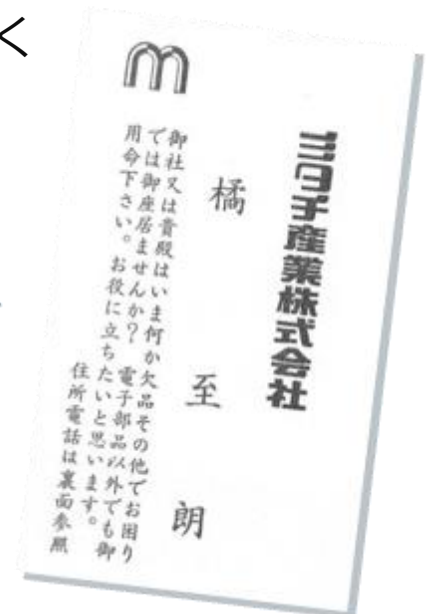 く
m
ミタチ産業株式会社
橘 至 朗
御社又は貴殿はいま何か欠品その他でお困り
では御座居ませんか? 電子部品以外でも御
用命下さい。お役に立ちたいと思います。
住所電話は裏面参照